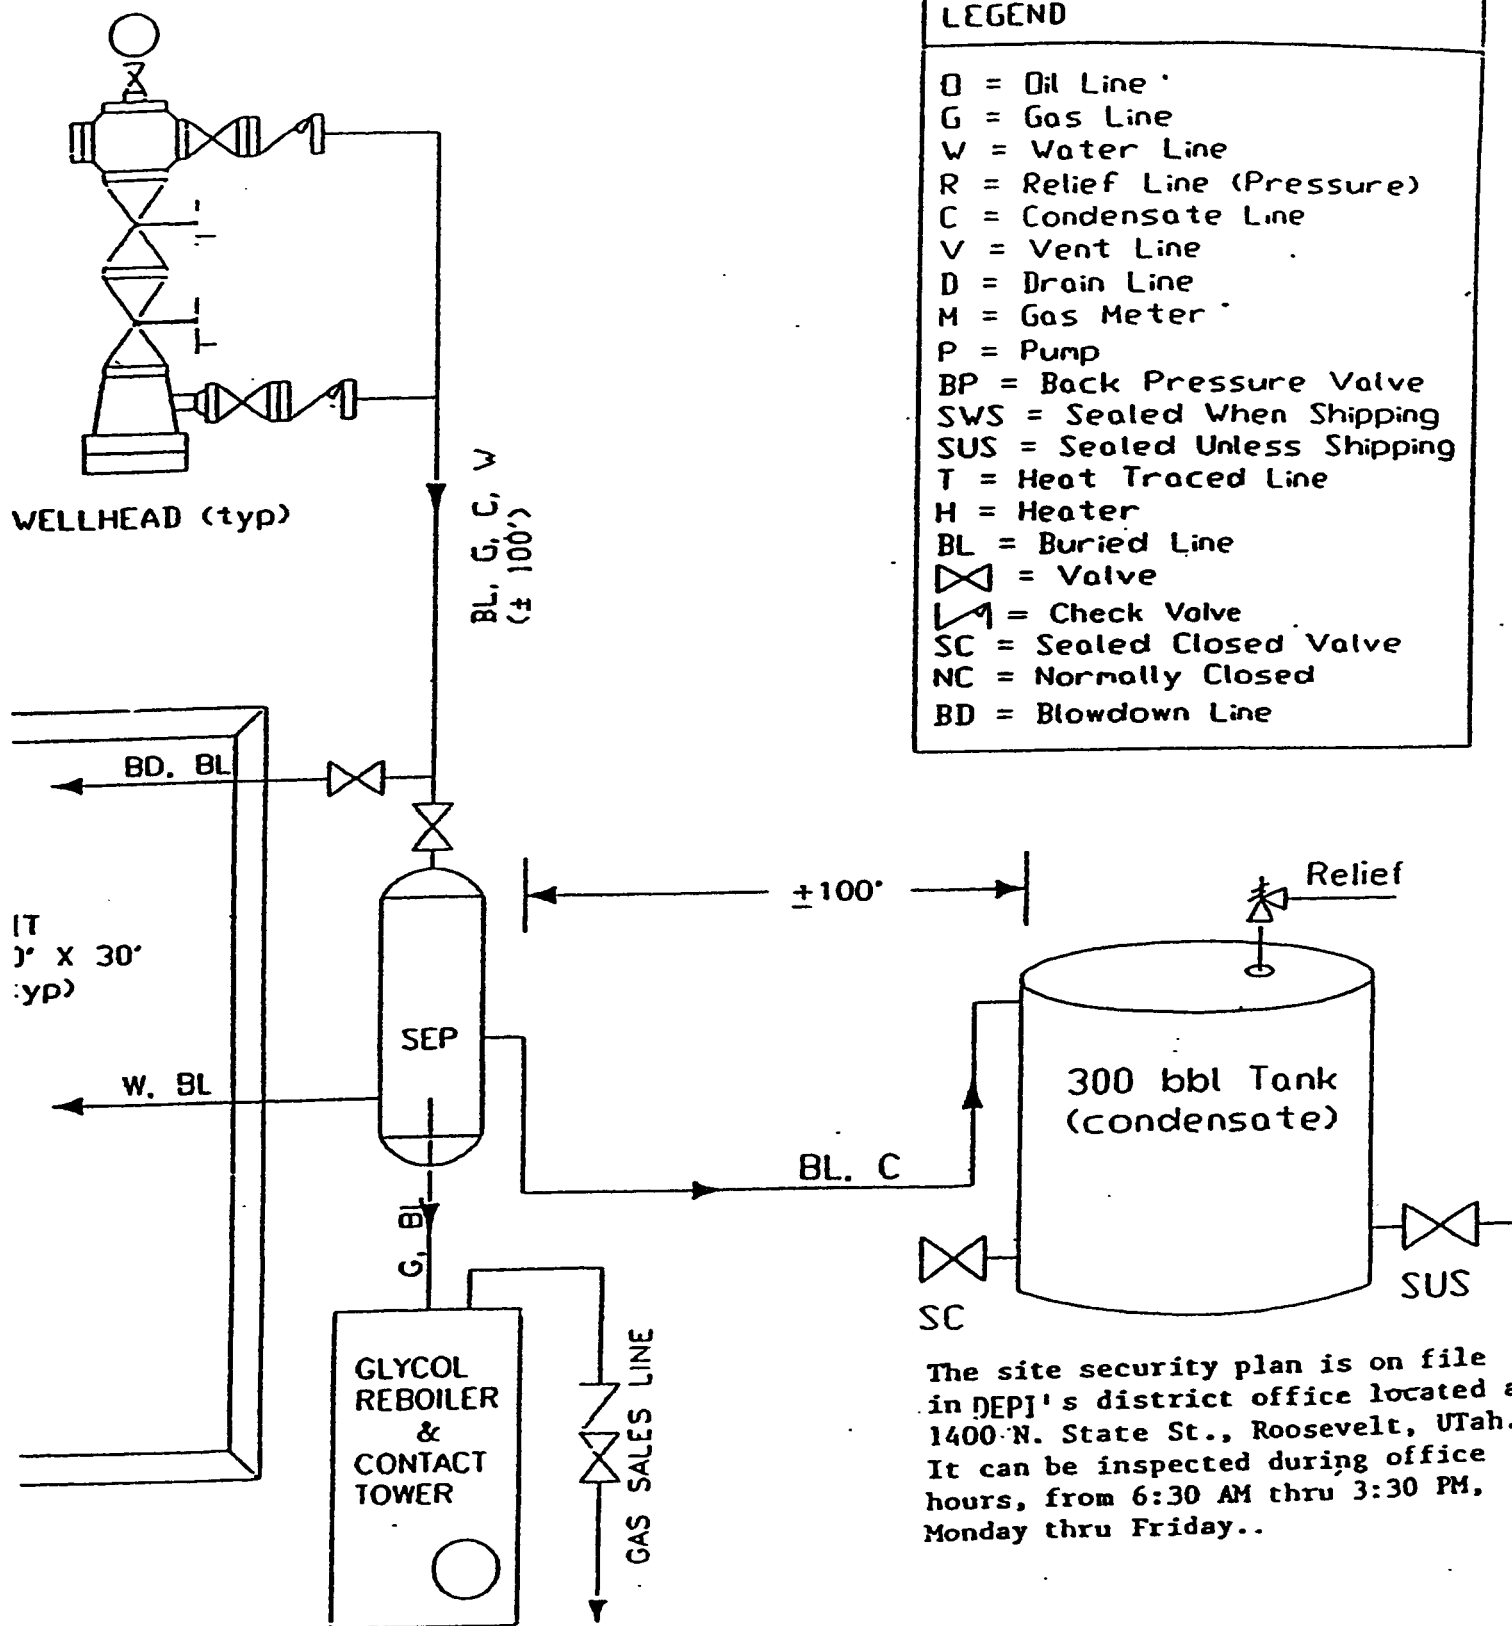 LEGEND
O = Oil Line
G = Gas Line
W = Water Line
R = Relief Line (Pressure)
C = Condensate Line
V = Vent Line
D = Drain Line
M = Gas Meter
P = Pump
BP = Back Pressure Valve
SWS = Sealed When Shipping
SUS = Sealed Unless Shipping
T = Heat Traced Line
H = Heater
BL = Buried Line
= Valve
= Check Valve
SC = Sealed Closed Valve
NC = Normally Closed
BD = Blowdown Line
WELLHEAD (typ)
BL, G, C, W
(± 100')
BD. BL
±100'
Relief
X 30'
SEP
W. BL
300 bbl Tank
(condensate)
BL. C
G, BL
SC
SUS
GLYCOL
REBOILER
&
CONTACT
TOWER
GAS SALES LINE
The site security plan is on file
in DEPI's district office located
1400 N. State St., Roosevelt, UTah.
It can be inspected during office
hours, from 6:30 AM thru 3:30 PM,
Monday thru Friday..